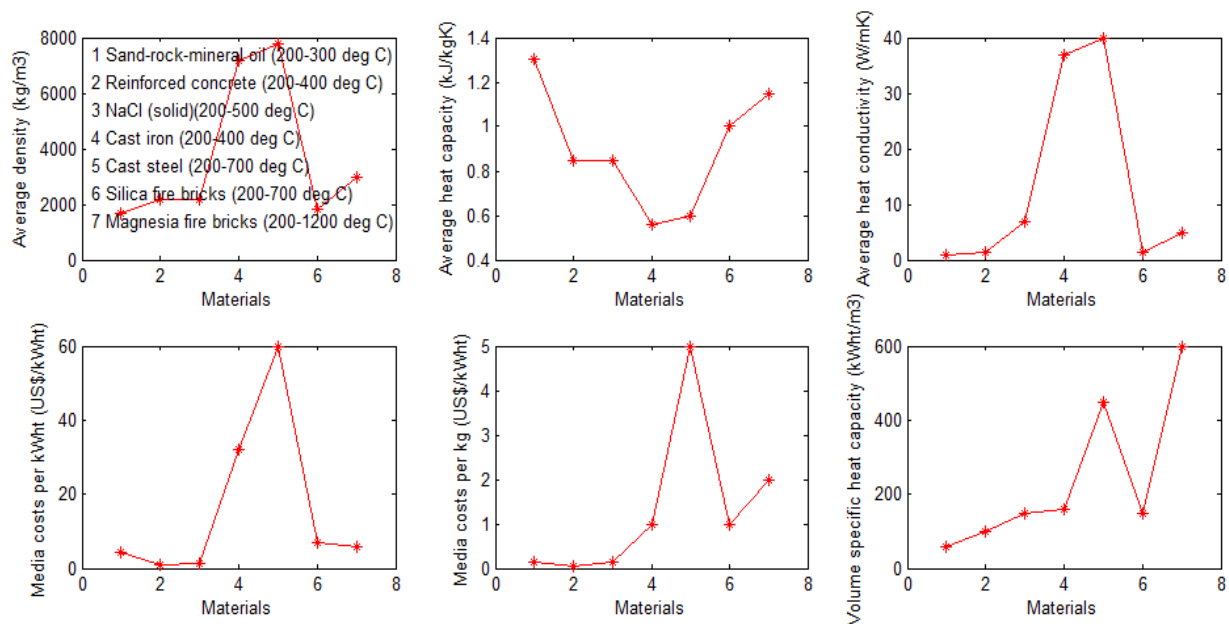 8000
6000
4000
2000
0
Average density (kg/m3)
1 Sand-rock-mineral oil (200-300 deg C)
2 Reinforced concrete (200-400 deg C)
3 NaCl (solid)(200-500 deg C)
4 Cast iron (200-400 deg C)
5 Cast steel (200-700 deg C)
6 Silica fire bricks (200-700 deg C)
7 Magnesia fire bricks (200-1200 deg C)
0 2 4 6 8
Materials
1.4
1.2
1
0.8
0.6
0.4
Average heat capacity (kJ/kgK)
0 2 4 6 8
Materials
40
30
20
10
0
Average heat conductivity (W/mK)
0 2 4 6 8
Materials
60
40
20
0
Media costs per kWht (US$/kWht)
0 2 4 6 8
Materials
5
4
3
2
1
0
Media costs per kg (US$/kWht)
0 2 4 6 8
Materials
600
400
200
0
Volume specific heat capacity (kWht/m3)
0 2 4 6 8
Materials